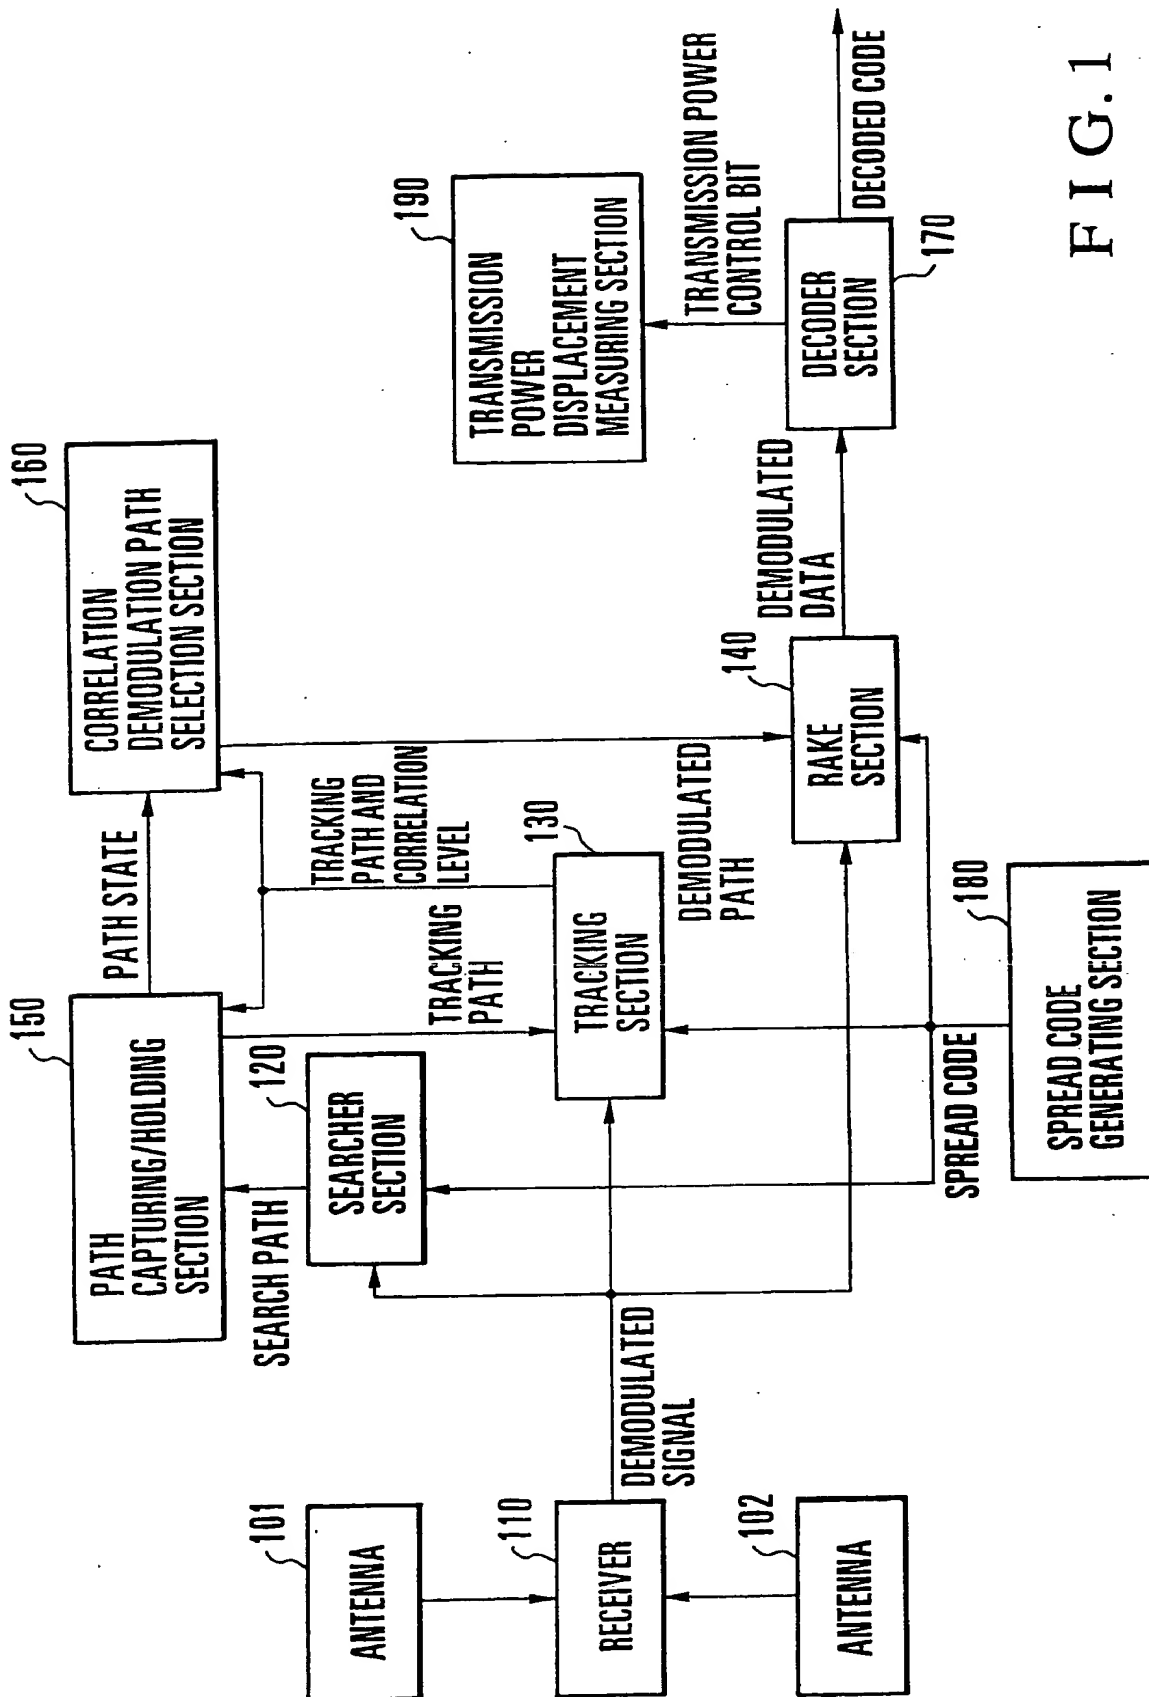 101
ANTENNA
110
RECEIVER
102
ANTENNA
DEMODULATED
SIGNAL
150
PATH
CAPTURING/HOLDING
SECTION
SEARCH PATH
120
SEARCHER
SECTION
PATH STATE
TRACKING
PATH
130
TRACKING
SECTION
TRACKING
PATH AND
CORRELATION
LEVEL
160
CORRELATION
DEMODULATION PATH
SELECTION SECTION
DEMODULATED
PATH
140
RAKE
SECTION
SPREAD CODE
180
SPREAD CODE
GENERATING SECTION
DEMODULATED
DATA
190
TRANSMISSION
POWER
DISPLACEMENT
MEASURING SECTION
TRANSMISSION POWER
CONTROL BIT
DECODER
SECTION
170
DECODED CODE
FIG. 1